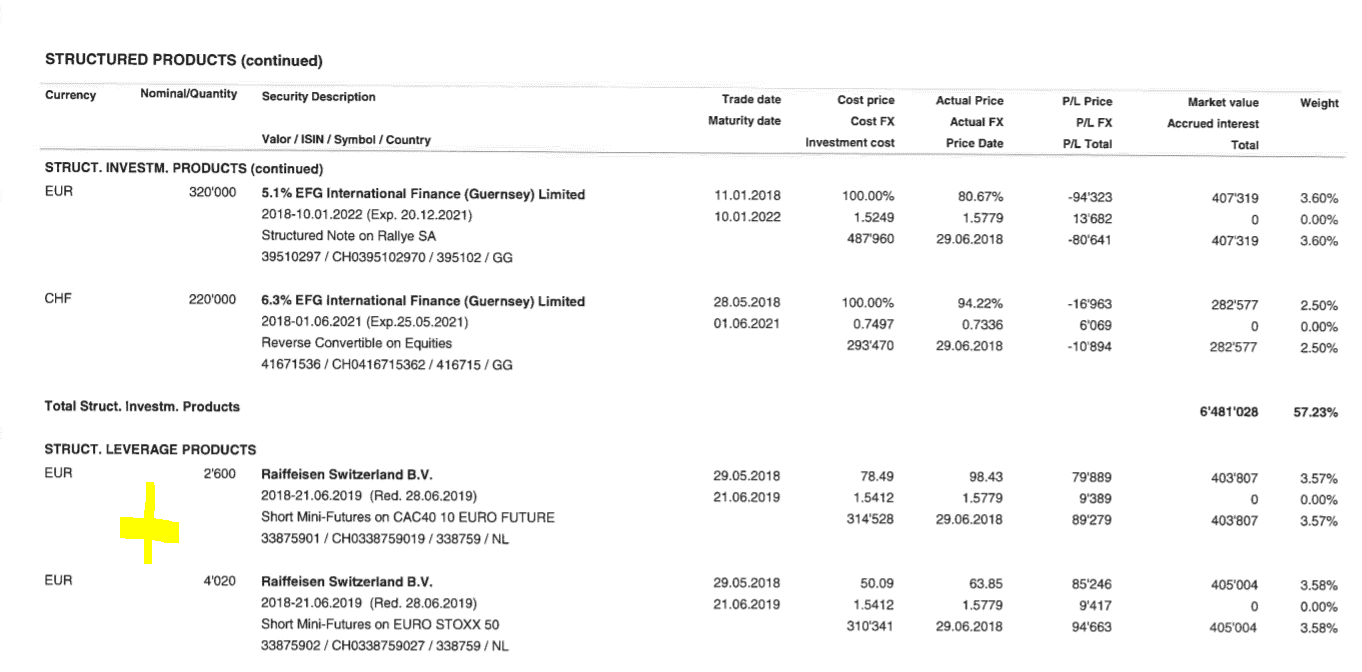 STRUCTURED PRODUCTS (continued)
Currency Nominal/Quantity Security Description Trade date Cost price Actual Price P/L Price Market value Weight
Maturity date Cost FX Actual FX P/L FX Accrued interest
Valor / ISIN / Symbol / Country Investment cost Price Date P/L Total Total
STRUCT. INVESTM. PRODUCTS (continued)
EUR 320'000 5.1% EFG International Finance (Guernsey) Limited 11.01.2018 100.00% 80.67% -94'323 407'319 3.60%
2018-10.01.2022 (Exp. 20.12.2021) 10.01.2022 1.5249 1.5779 13'682 0 0.00%
Structured Note on Rallye SA 487'960 29.06.2018 -80'641 407'319 3.60%
39510297 / CH0395102970 / 395102 / GG
CHF 220'000 6.3% EFG International Finance (Guernsey) Limited 28.05.2018 100.00% 94.22% -16'963 282'577 2.50%
2018-01.06.2021 (Exp.25.05.2021) 01.06.2021 0.7497 0.7336 6'069 0 0.00%
Reverse Convertible on Equities 293'470 29.06.2018 -10'894 282'577 2.50%
41671536 / CH0416715362 / 416715 / GG
Total Struct. Investm. Products 6'481'028 57.23%
STRUCT. LEVERAGE PRODUCTS
EUR 2'600 Raiffeisen Switzerland B.V. 29.05.2018 78.49 98.43 79'889 403'807 3.57%
2018-21.06.2019 (Red. 28.06.2019) 21.06.2019 1.5412 1.5779 9'389 0 0.00%
Short Mini-Futures on CAC40 10 EURO FUTURE 314'528 29.06.2018 89'279 403'807 3.57%
33875901 / CH0338759019 / 338759 / NL
EUR 4'020 Raiffeisen Switzerland B.V. 29.05.2018 50.09 63.85 85'246 405'004 3.58%
2018-21.06.2019 (Red. 28.06.2019) 21.06.2019 1.5412 1.5779 9'417 0 0.00%
Short Mini-Futures on EURO STOXX 50 310'341 29.06.2018 94'663 405'004 3.58%
33875902 / CH0338759027 / 338759 / NL